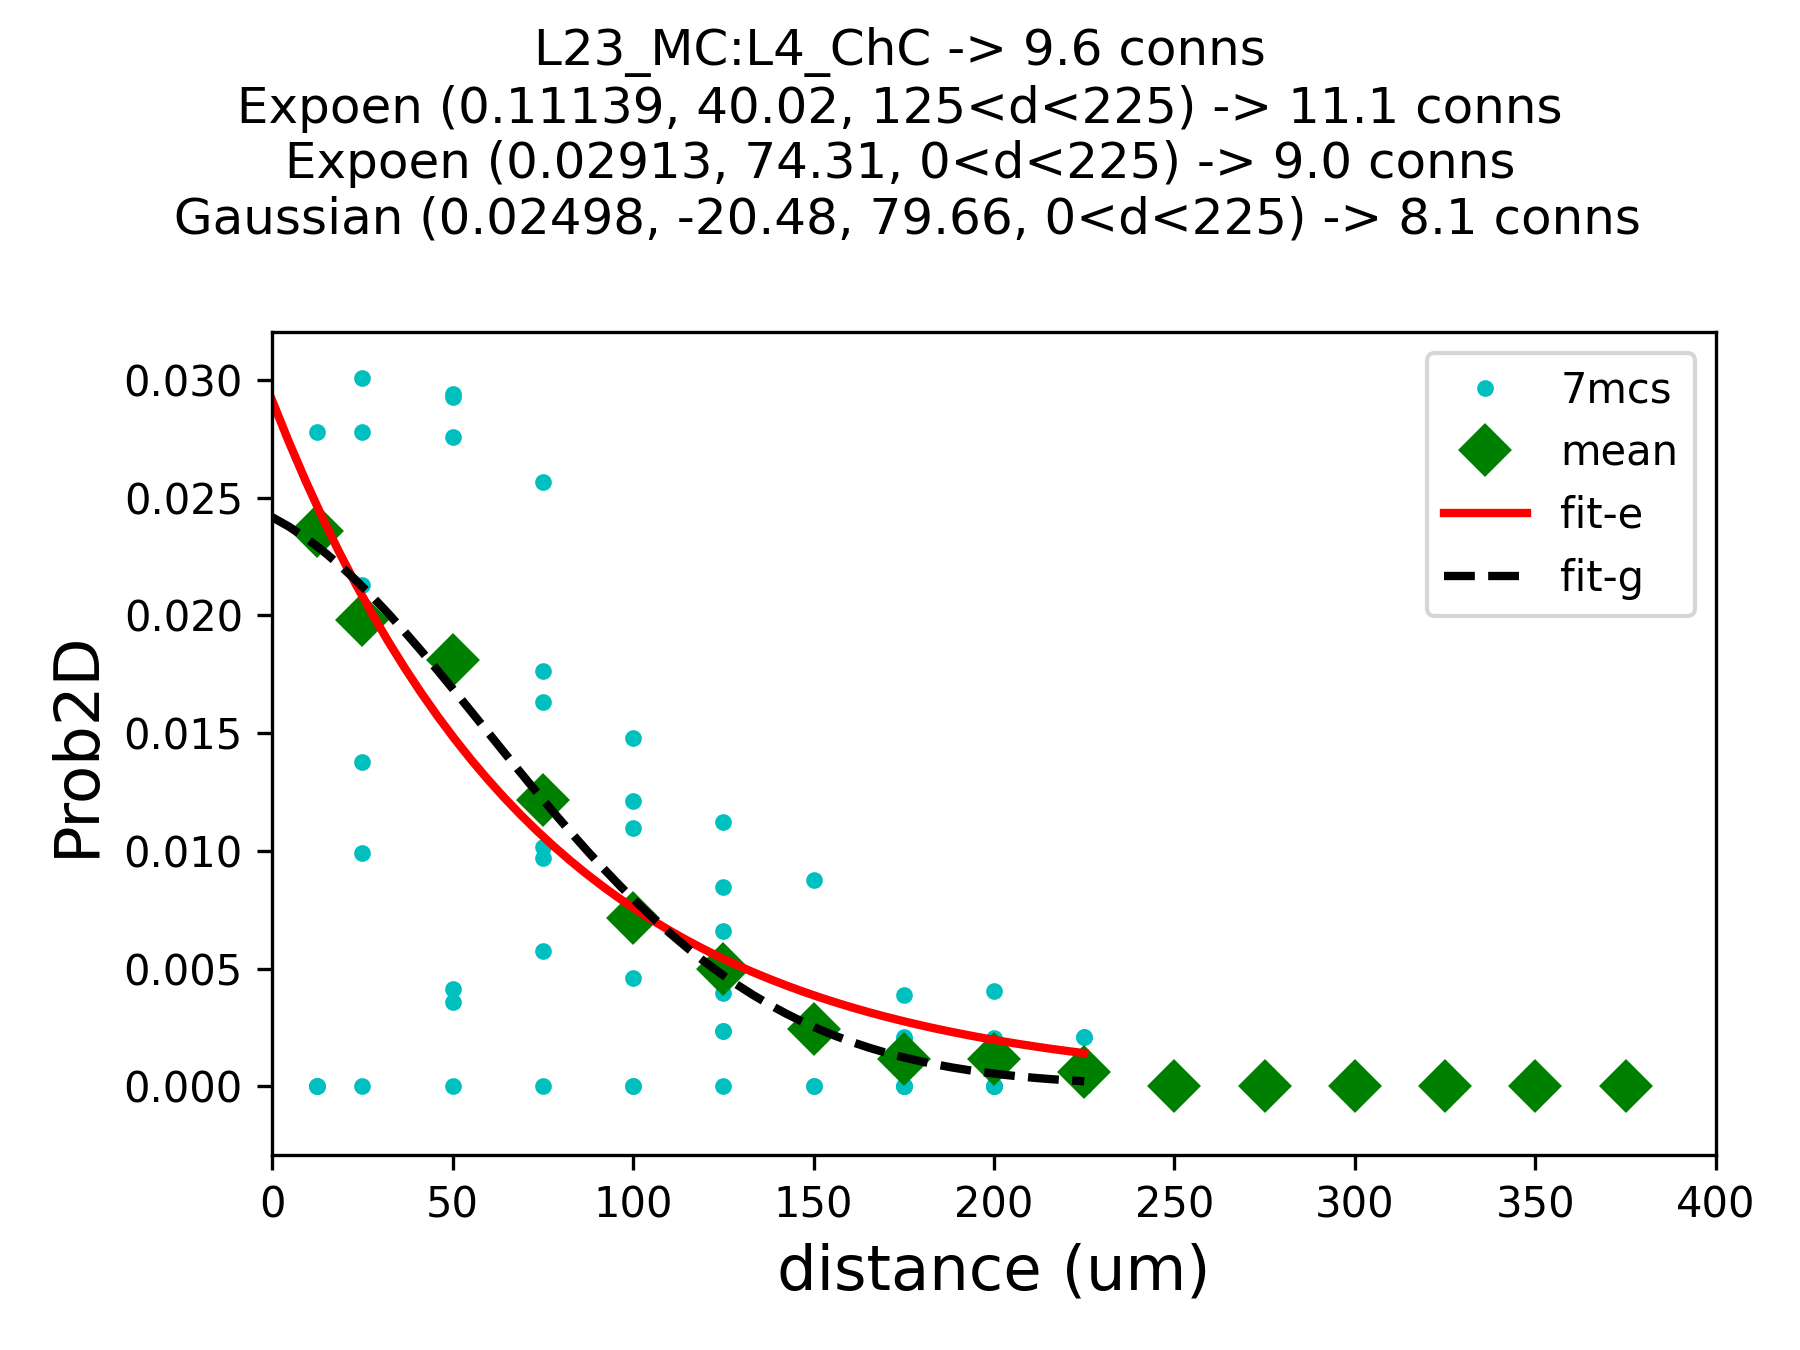 L23_MC:L4_ChC -> 9.6 conns
Expoen (0.11139, 40.02, 125<d<225) -> 11.1 conns
Expoen (0.02913, 74.31, 0<d<225) -> 9.0 conns
Gaussian (0.02498, -20.48, 79.66, 0<d<225) -> 8.1 conns
7mcs
mean
fit-e
fit-g
Prob2D
0.030
0.025
0.020
0.015
0.010
0.005
0.000
0 50 100 150 200 250 300 350 400
distance (um)